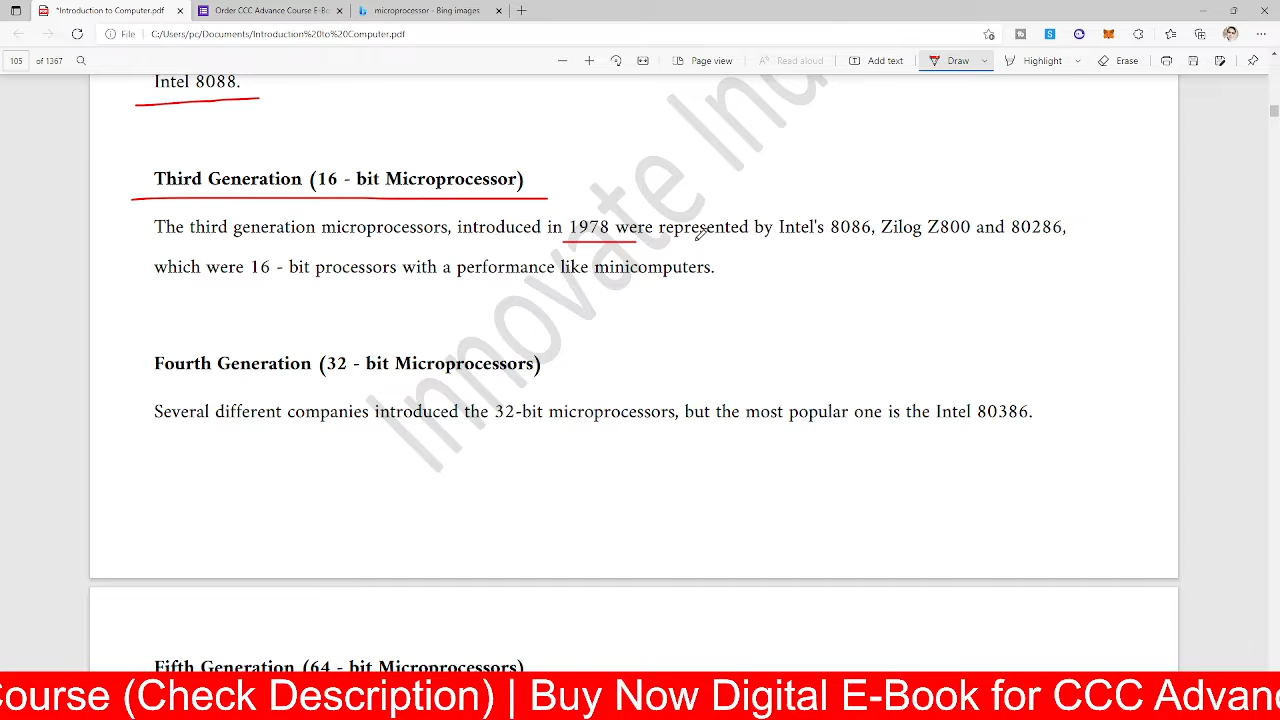 *Introduction to Computer.pdf
Order CCC Advance Course E-Bo
microprocessor - Bing images
File
C:/Users/pc/Documents/Introduction%20to%20Computer.pdf
105 of 1367
Page view
Read aloud
Add text
Draw
Highlight
Erase
Intel 8088.
Third Generation (16 - bit Microprocessor)
The third generation microprocessors, introduced in 1978 were represented by Intel's 8086, Zilog Z800 and 80286,
which were 16 - bit processors with a performance like minicomputers.
Fourth Generation (32 - bit Microprocessors)
Several different companies introduced the 32-bit microprocessors, but the most popular one is the Intel 80386.
Innovate Ind
Fifth Generation (64 - bit Microprocessors)
Course (Check Description) | Buy Now Digital E-Book for CCC Advanc